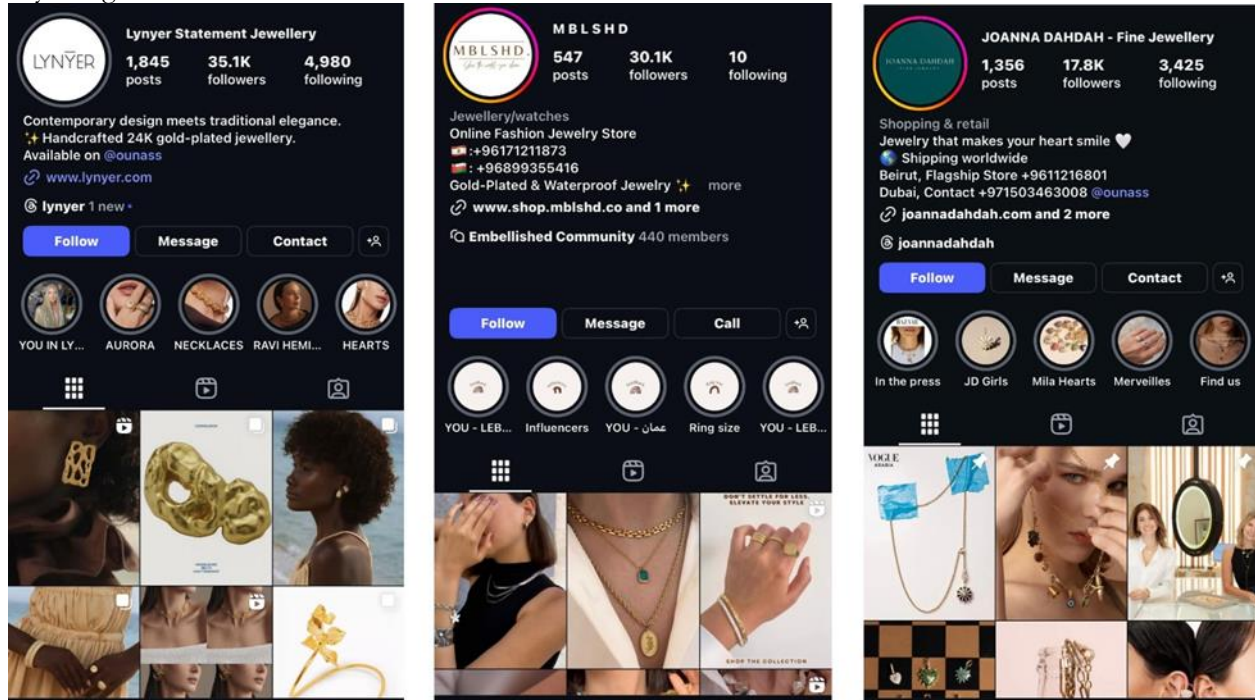 LYNYĒR
Lynyer Statement Jewellery
1,845 35.1K 4,980
posts followers following
Contemporary design meets traditional elegance.
✨ Handcrafted 24K gold-plated jewellery.
Available on @ounass
www.lynyer.com
lynyer 1 new
Follow Message Contact
YOU IN LY... AURORA NECKLACES RAVI HEMI... HEARTS
MBLSHD.
M B L S H D
547 30.1K 10
posts followers following
Jewellery/watches
Online Fashion Jewelry Store
🇱🇧:+96171211873
🇴🇲: +96899355416
Gold-Plated & Waterproof Jewelry ✨ more
www.shop.mblshd.co and 1 more
Embellished Community 440 members
Follow Message Call
YOU - LEB... Influencers YOU - عمان Ring size YOU - LEB...
DON'T SETTLE FOR LESS,
ELEVATE YOUR STYLE
SHOP THE COLLECTION
JOANNA DAHDAH
JOANNA DAHDAH - Fine Jewellery
1,356 17.8K 3,425
posts followers following
Shopping & retail
Jewelry that makes your heart smile 🤍
🌎 Shipping worldwide
Beirut, Flagship Store +9611216801
Dubai, Contact +971503463008 @ounass
joannadahdah.com and 2 more
joannadahdah
Follow Message Contact
BAZAAR
In the press JD Girls Mila Hearts Merveilles Find us
VOGUE
ARABIA